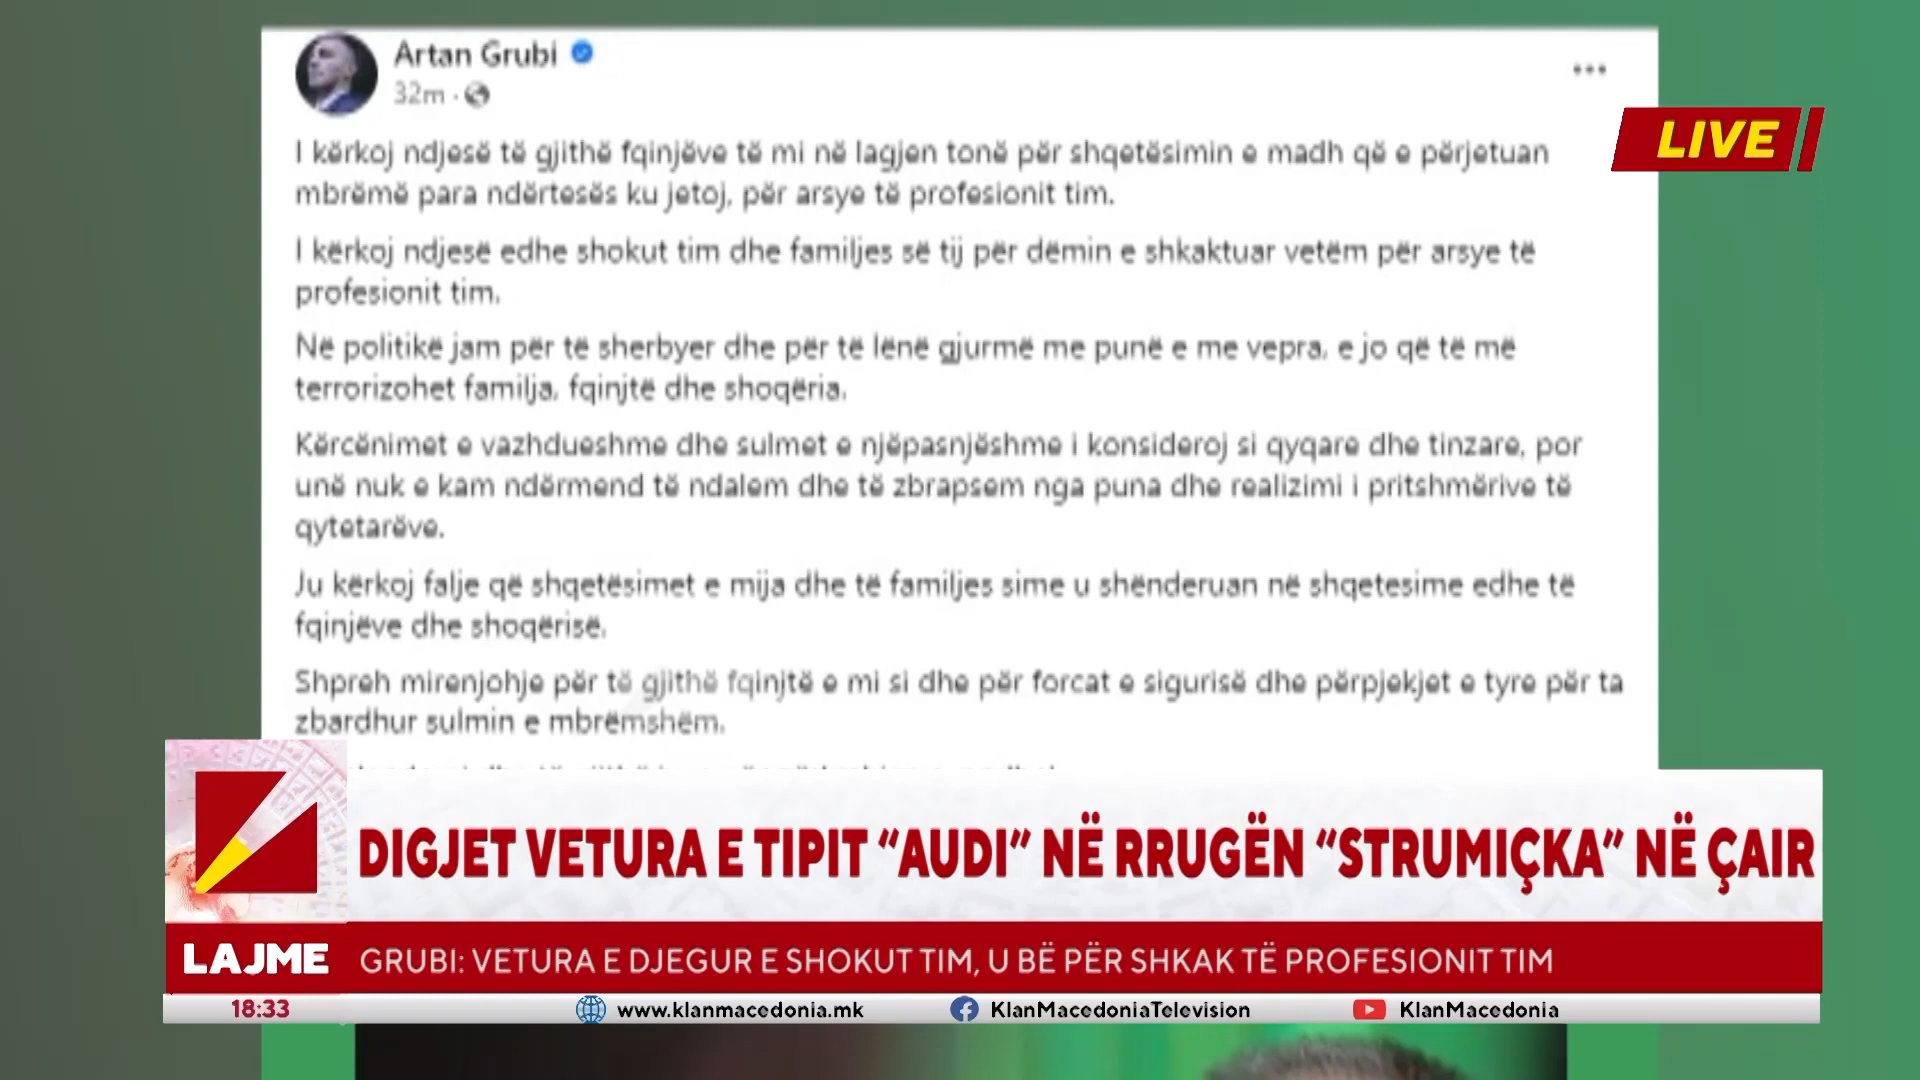 Artan Grubi
32m
LIVE
I kërkoj ndjesë të gjithë fqinjëve të mi në lagjen tonë për shqetësimin e madh që e përjetuan
mbrëmë para ndërtesës ku jetoj, për arsye të profesionit tim.
I kërkoj ndjesë edhe shokut tim dhe familjes së tij për dëmin e shkaktuar vetëm për arsye të
profesionit tim.
Në politikë jam për të sherbyer dhe për të lënë gjurmë me punë e me vepra, e jo që të më
terrorizohet familja, fqinjtë dhe shoqëria.
Kërcënimet e vazhdueshme dhe sulmet e njëpasnjëshme i konsideroj si qyqare dhe tinzare, por
unë nuk e kam ndërmend të ndalem dhe të zbrapsem nga puna dhe realizimi i pritshmërive të
qytetarëve.
Ju kërkoj falje që shqetësimet e mija dhe të familjes sime u shënderuan në shqetesime edhe të
fqinjëve dhe shoqërisë.
Shpreh mirenjohje për të gjithë fqinjtë e mi si dhe për forcat e sigurisë dhe përpjekjet e tyre për ta
zbardhur sulmin e mbrëmshëm.
DIGJET VETURA E TIPIT “AUDI” NË RRUGËN “STRUMIÇKA” NË ÇAIR
LAJME
GRUBI: VETURA E DJEGUR E SHOKUT TIM, U BË PËR SHKAK TË PROFESIONIT TIM
18:33
www.klanmacedonia.mk
KlanMacedoniaTelevision
KlanMacedonia